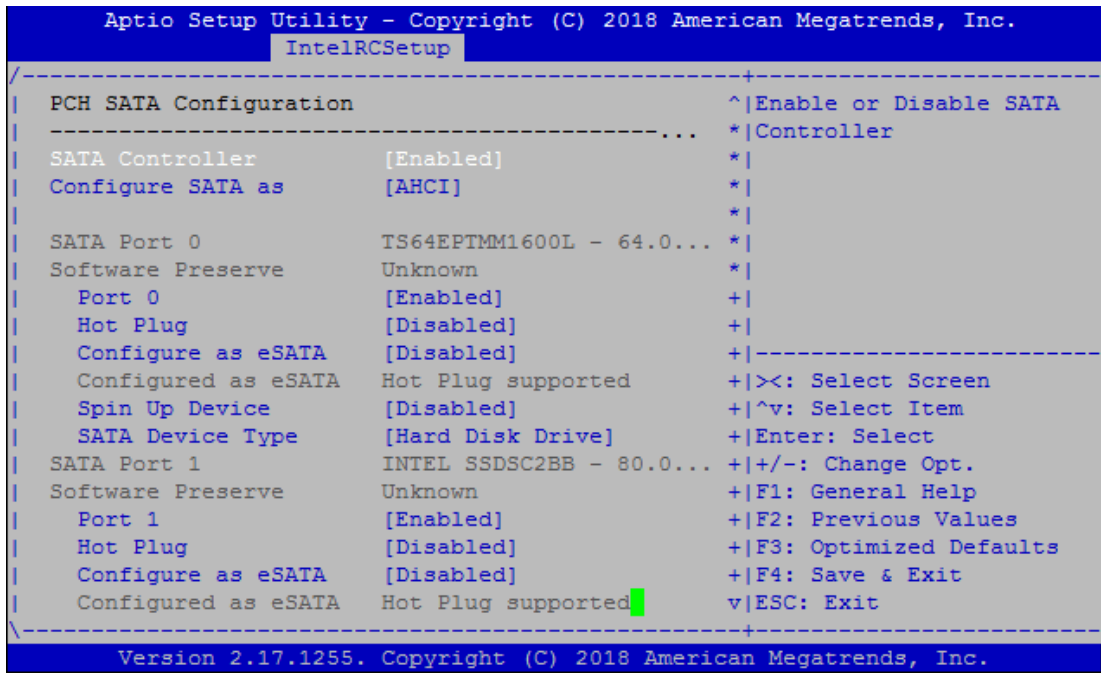 Aptio Setup Utility - Copyright (C) 2018 American Megatrends, Inc.
IntelRCSetup
/----------------------------------------------------+-------------------------
| PCH SATA Configuration ^|Enable or Disable SATA
| --------------------------------------------... *|Controller
| SATA Controller [Enabled] *|
| Configure SATA as [AHCI] *|
| *|
| SATA Port 0 TS64EPTMM1600L - 64.0... *|
| Software Preserve Unknown *|
| Port 0 [Enabled] +|
| Hot Plug [Disabled] +|
| Configure as eSATA [Disabled] +|-------------------------
| Configured as eSATA Hot Plug supported +|><: Select Screen
| Spin Up Device [Disabled] +|^v: Select Item
| SATA Device Type [Hard Disk Drive] +|Enter: Select
| SATA Port 1 INTEL SSDSC2BB - 80.0... +|+/-: Change Opt.
| Software Preserve Unknown +|F1: General Help
| Port 1 [Enabled] +|F2: Previous Values
| Hot Plug [Disabled] +|F3: Optimized Defaults
| Configure as eSATA [Disabled] +|F4: Save & Exit
| Configured as eSATA Hot Plug supported v|ESC: Exit
\----------------------------------------------------+-------------------------
Version 2.17.1255. Copyright (C) 2018 American Megatrends, Inc.